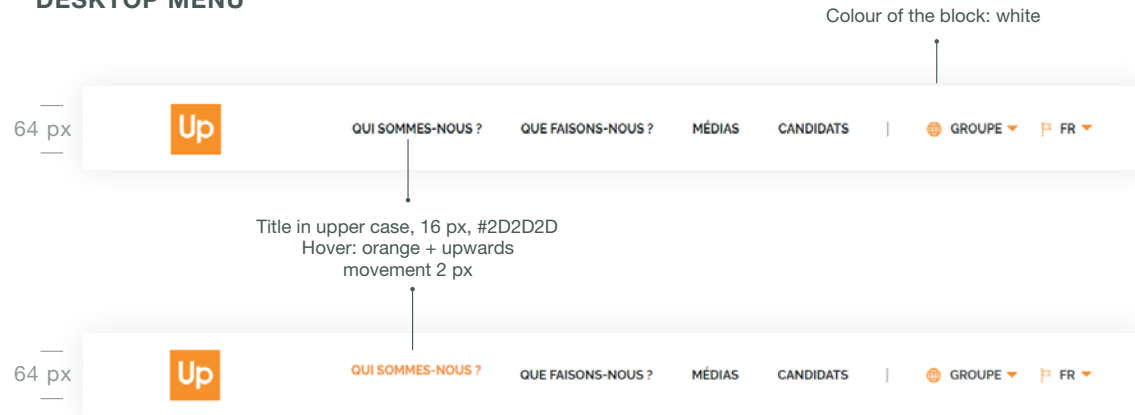 DESKTOP MENU
Colour of the block: white
64 px
Up
QUI SOMMES-NOUS ?
QUE FAISONS-NOUS ?
MÉDIAS
CANDIDATS
|
GROUPE
FR
Title in upper case, 16 px, #2D2D2D
Hover: orange + upwards
movement 2 px
64 px
Up
QUI SOMMES-NOUS ?
QUE FAISONS-NOUS ?
MÉDIAS
CANDIDATS
|
GROUPE
FR